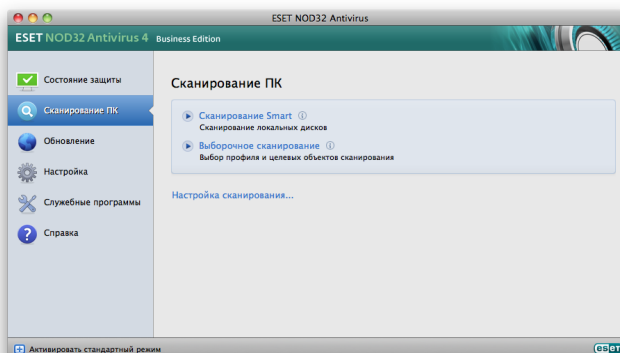 ESET NOD32 Antivirus
ESET NOD32 Antivirus 4 Business Edition
Состояние защиты
Сканирование ПК
Обновление
Настройка
Служебные программы
Справка
Сканирование ПК
Сканирование Smart
Сканирование локальных дисков
Выборочное сканирование
Выбор профиля и целевых объектов сканирования
Настройка сканирования...
Активировать стандартный режим
eset